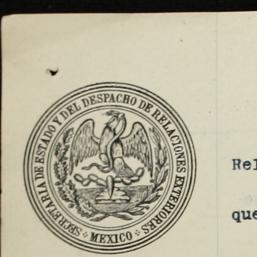 SECRETARIA DE ESTADO Y DEL DESPACHO DE RELACIONES EXTERIORES
MEXICO
Rel
que